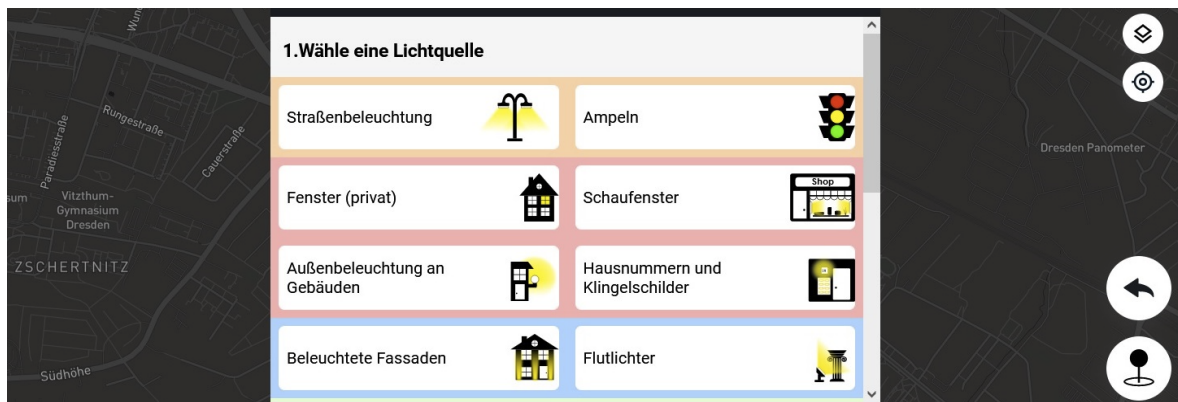 1.Wähle eine Lichtquelle
Straßenbeleuchtung
Ampeln
Fenster (privat)
Schaufenster
Shop
Außenbeleuchtung an
Gebäuden
Hausnummern und
Klingelschilder
Beleuchtete Fassaden
Flutlichter
Rungestraße
Paradiesstraße
Cauerstraße
Vitzthum-
Gymnasium
Dresden
ZSCHERTNITZ
Südhöhe
Dresden Panometer